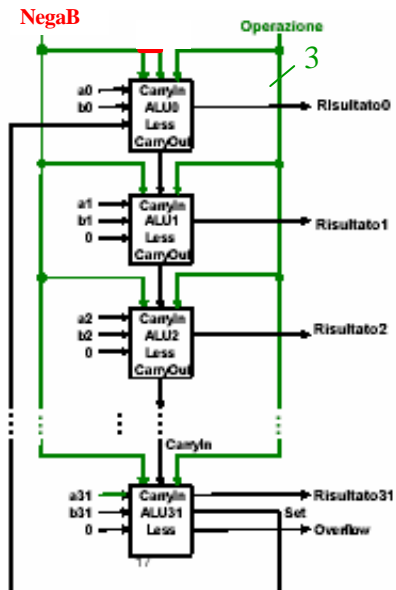 NegaB
Operazione
3
a0 CarryIn
b0 ALU0 Risultato0
Less
CarryOut
a1 CarryIn
b1 ALU1 Risultato1
0 Less
CarryOut
a2 CarryIn
b2 ALU2 Risultato2
0 Less
CarryOut
CarryIn
a31 CarryIn Risultato31
b31 ALU31 Set
0 Less Overflow
17